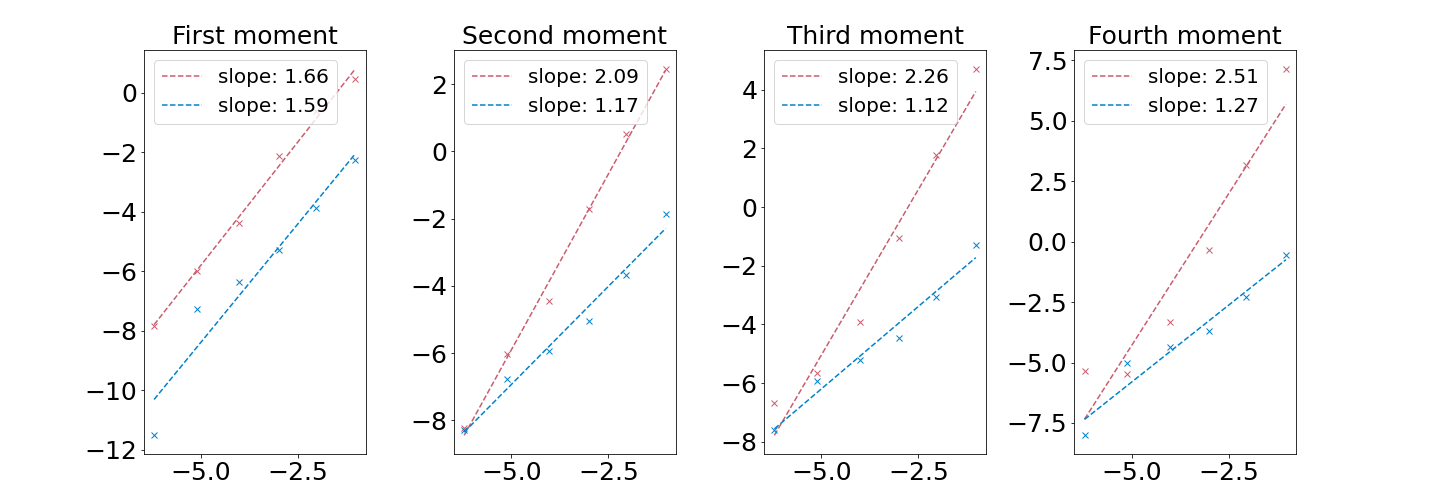 First moment
slope: 1.66
slope: 1.59
0
−2
−4
−6
−8
−10
−12
−5.0
−2.5
Second moment
slope: 2.09
slope: 1.17
2
0
−2
−4
−6
−8
−5.0
−2.5
Third moment
slope: 2.26
slope: 1.12
4
2
0
−2
−4
−6
−8
−5.0
−2.5
Fourth moment
slope: 2.51
slope: 1.27
7.5
5.0
2.5
0.0
−2.5
−5.0
−7.5
−5.0
−2.5